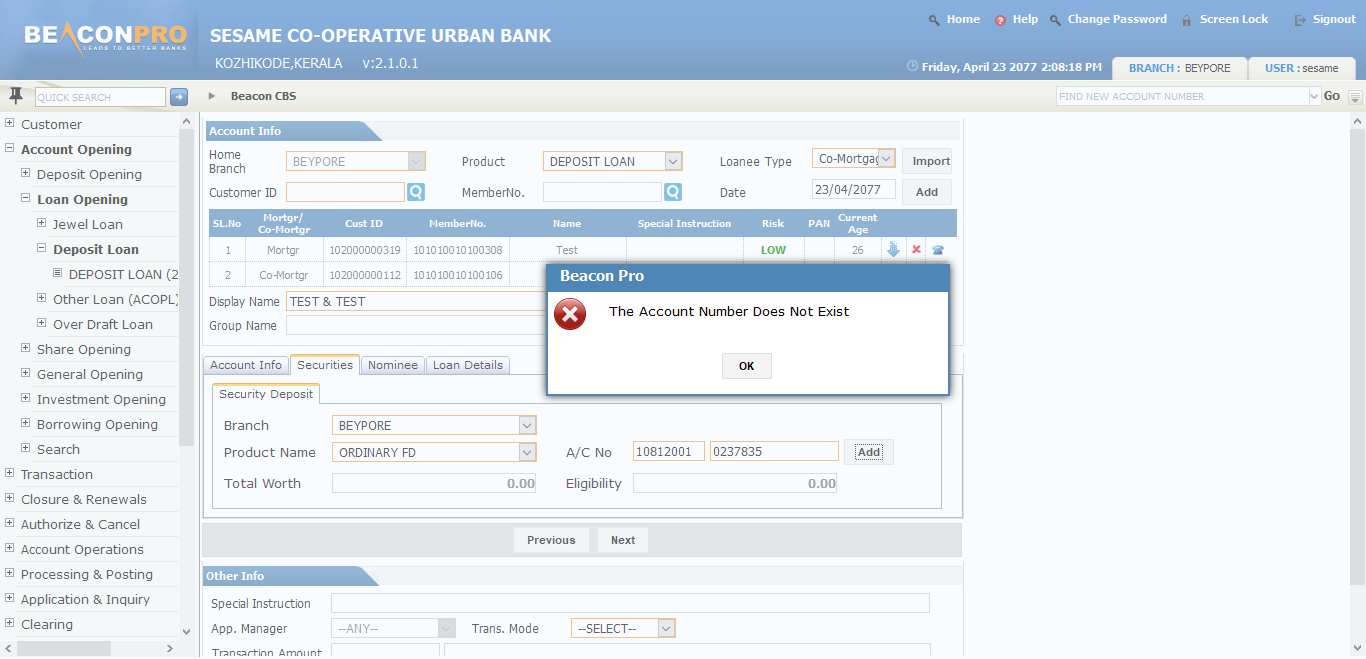 BEACONPRO
LEADS TO BETTER BANKS
SESAME CO-OPERATIVE URBAN BANK
KOZHIKODE,KERALA v:2.1.0.1
Home Help Change Password Screen Lock Signout
Friday, April 23 2077 2:08:18 PM BRANCH : BEYPORE USER : sesame
QUICK SEARCH Beacon CBS FIND NEW ACCOUNT NUMBER Go
Customer
Account Opening
Deposit Opening
Loan Opening
Jewel Loan
Deposit Loan
DEPOSIT LOAN (2
Other Loan (ACOPL)
Over Draft Loan
Share Opening
General Opening
Investment Opening
Borrowing Opening
Search
Transaction
Closure & Renewals
Authorize & Cancel
Account Operations
Processing & Posting
Application & Inquiry
Clearing
Account Info
Home Branch BEYPORE Product DEPOSIT LOAN Loanee Type Co-Mortgag Import
Customer ID MemberNo. Date 23/04/2077 Add
SL.No Mortgr/ Co-Mortgr Cust ID MemberNo. Name Special Instruction Risk PAN Current Age
1 Mortgr 102000000319 101010010100308 Test LOW 26
2 Co-Mortgr 102000000112 101010010100106
Display Name TEST & TEST
Group Name
Beacon Pro
The Account Number Does Not Exist
OK
Account Info Securities Nominee Loan Details
Security Deposit
Branch BEYPORE
Product Name ORDINARY FD A/C No 10812001 0237835 Add
Total Worth 0.00 Eligibility 0.00
Previous Next
Other Info
Special Instruction
App. Manager --ANY-- Trans. Mode --SELECT--
Transaction Amount